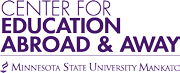 CENTER FOR
EDUCATION
ABROAD & AWAY
MINNESOTA STATE UNIVERSITY MANKATO